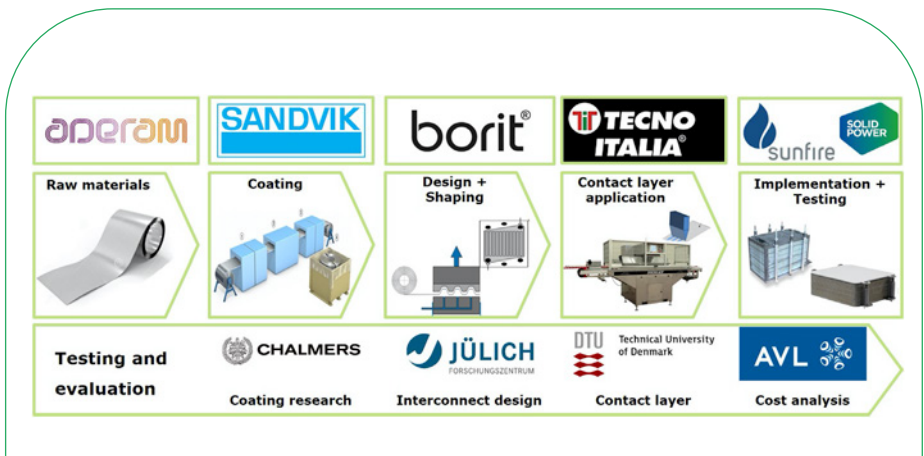 aperam
SANDVIK
borit®
TIT TECNO
ITALIA®
sunfire
SOLID
POWER
Raw materials
Coating
Design +
Shaping
Contact layer
application
Implementation +
Testing
Testing and
evaluation
CHALMERS
Coating research
JÜLICH
FORSCHUNGSZENTRUM
Interconnect design
DTU
Technical University
of Denmark
Contact layer
AVL
Cost analysis